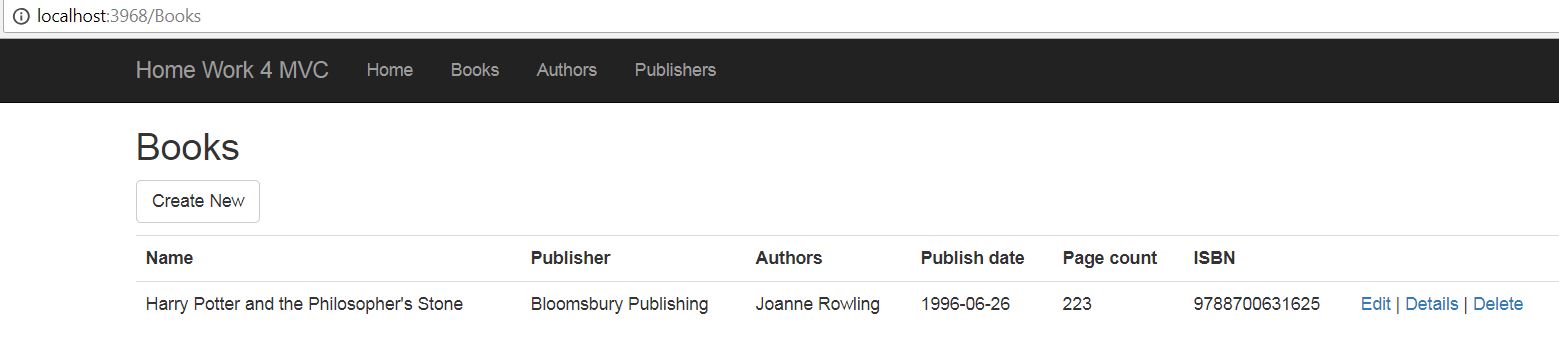 localhost:3968/Books
Home Work 4 MVC Home Books Authors Publishers
Books
Create New
Name Publisher Authors Publish date Page count ISBN
Harry Potter and the Philosopher's Stone Bloomsbury Publishing Joanne Rowling 1996-06-26 223 9788700631625 Edit | Details | Delete